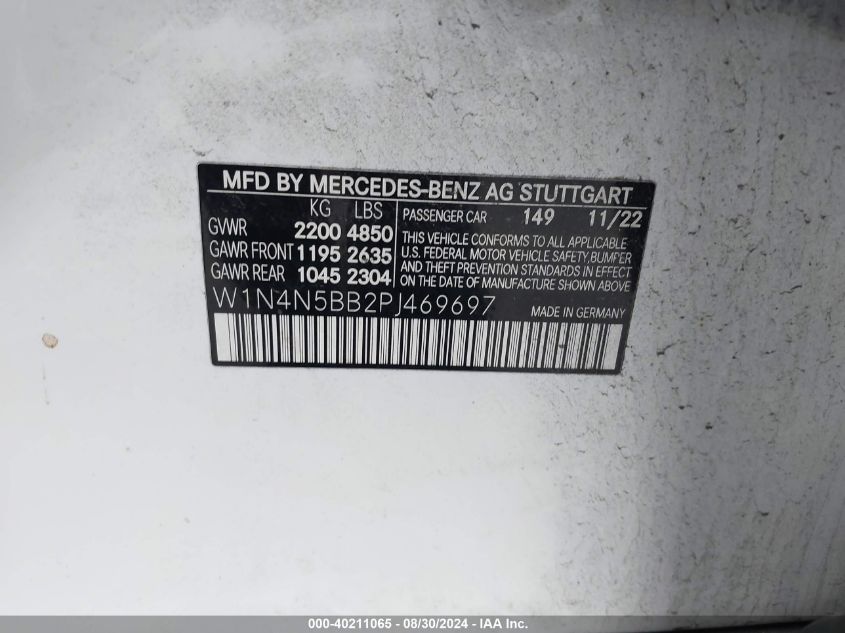 MFD BY MERCEDES-BENZ AG STUTTGART
KG LBS
GVWR 2200 4850
GAWR FRONT 1195 2635
GAWR REAR 1045 2304
PASSENGER CAR 149 11/22
THIS VEHICLE CONFORMS TO ALL APPLICABLE
U.S. FEDERAL MOTOR VEHICLE SAFETY, BUMPER
AND THEFT PREVENTION STANDARDS IN EFFECT
ON THE DATE OF MANUFACTURE SHOWN ABOVE
W1N4N5BB2PJ469697
MADE IN GERMANY
000-40211065 - 08/30/2024 - IAA Inc.